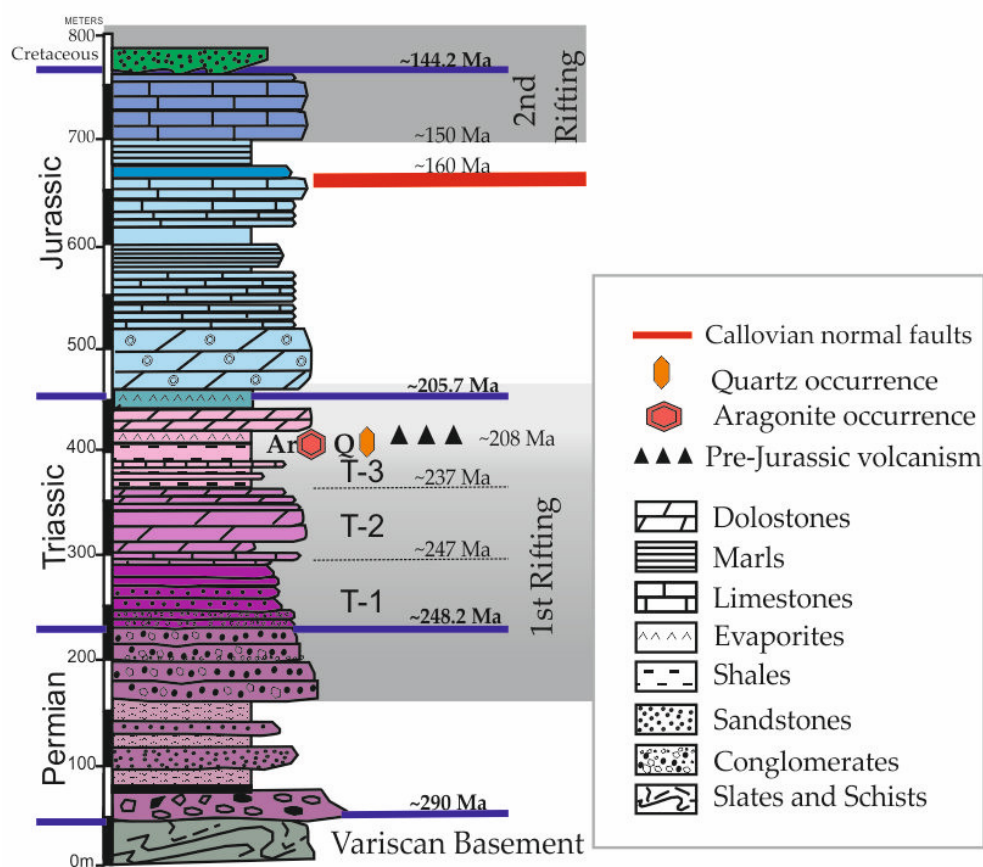 METERS
800
Cretaceous
~144.2 Ma
2nd
Rifting
700
~150 Ma
~160 Ma
Jurassic
600
500
~205.7 Ma
400
Ar
Q
~208 Ma
T-3
~237 Ma
Triassic
T-2
300
~247 Ma
1st Rifting
T-1
~248.2 Ma
200
Permian
100
~290 Ma
Variscan Basement
0m
Callovian normal faults
Quartz occurrence
Aragonite occurrence
Pre-Jurassic volcanism
Dolostones
Marls
Limestones
Evaporites
Shales
Sandstones
Conglomerates
Slates and Schists